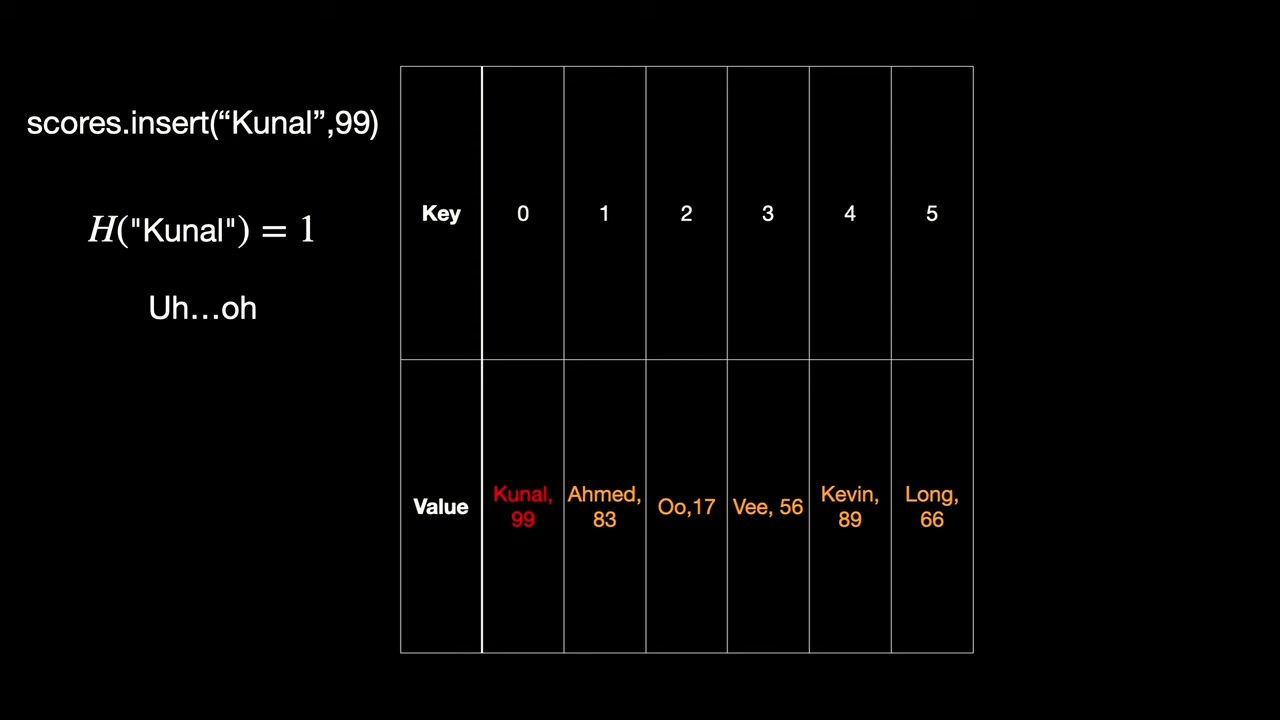 scores.insert(“Kunal”,99)
H("Kunal") = 1
Uh…oh
Key 0 1 2 3 4 5
Value Kunal, 99 Ahmed, 83 Oo,17 Vee, 56 Kevin, 89 Long, 66